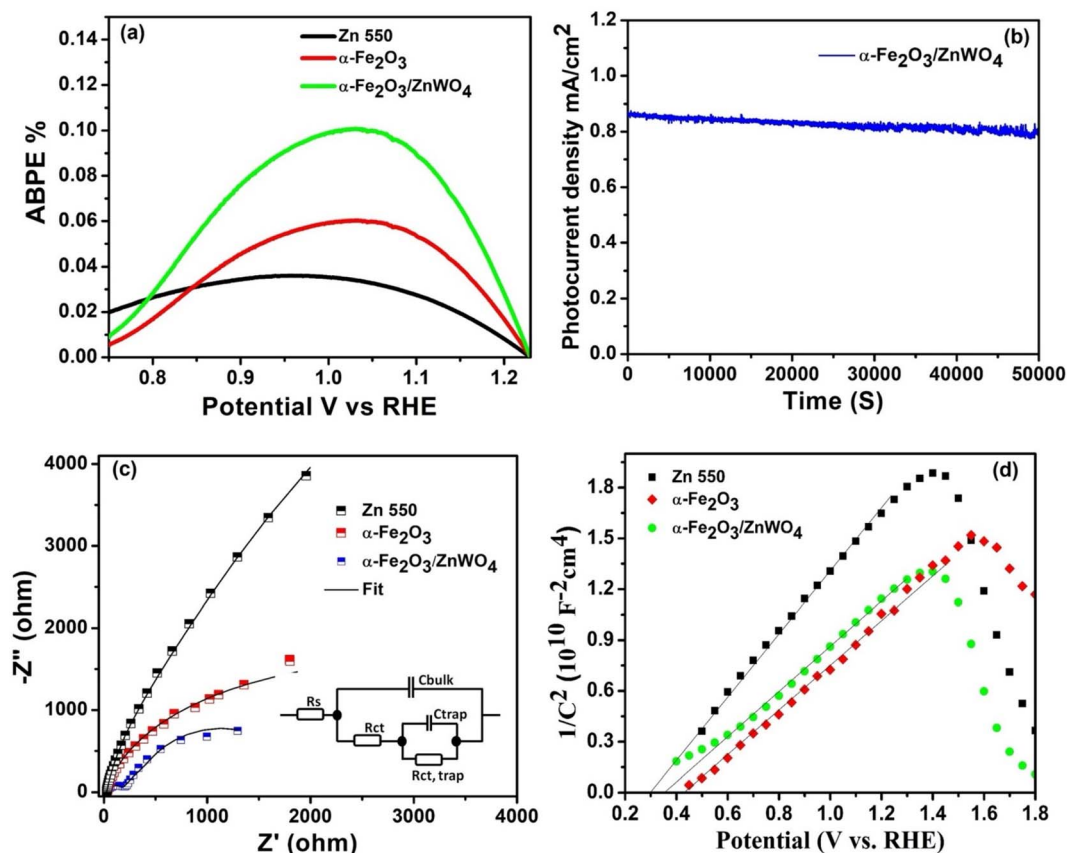 (a)
Zn 550
α-Fe₂O₃
α-Fe₂O₃/ZnWO₄
0.14
0.12
0.10
0.08
0.06
0.04
0.02
0.00
ABPE %
0.8 0.9 1.0 1.1 1.2
Potential V vs RHE
(b)
α-Fe₂O₃/ZnWO₄
1.2
1.0
0.8
0.6
0.4
0.2
0.0
Photocurrent density mA/cm²
0 10000 20000 30000 40000 50000
Time (S)
(c)
Zn 550
α-Fe₂O₃
α-Fe₂O₃/ZnWO₄
Fit
4000
3000
2000
1000
0
-Z" (ohm)
Rs
Cbulk
Rct
Ctrap
Rct, trap
0 1000 2000 3000 4000
Z' (ohm)
(d)
Zn 550
α-Fe₂O₃
α-Fe₂O₃/ZnWO₄
1.8
1.5
1.2
0.9
0.6
0.3
0.0
1/C² (10¹⁰ F⁻²cm⁴)
0.2 0.4 0.6 0.8 1.0 1.2 1.4 1.6 1.8
Potential (V vs. RHE)